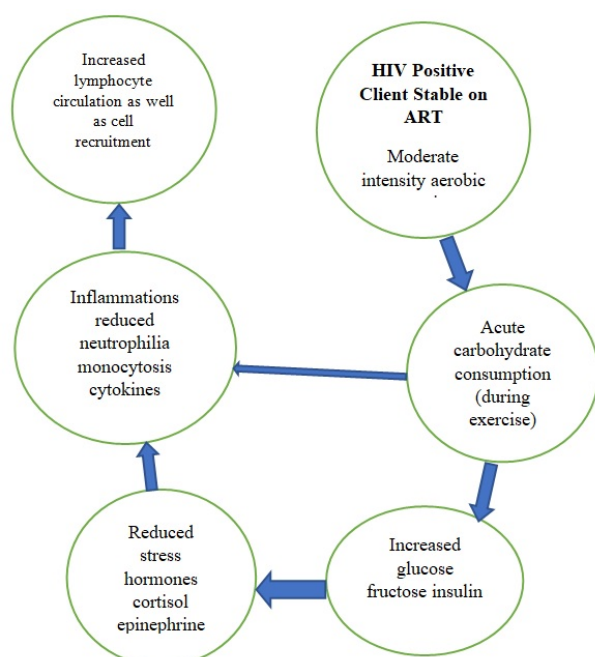 Increased
lymphocyte
circulation as well
as cell
recruitment
HIV Positive
Client Stable on
ART
Moderate
intensity aerobic
Inflammations
reduced
neutrophilia
monocytosis
cytokines
Acute
carbohydrate
consumption
(during
exercise)
Reduced
stress
hormones
cortisol
epinephrine
Increased
glucose
fructose insulin